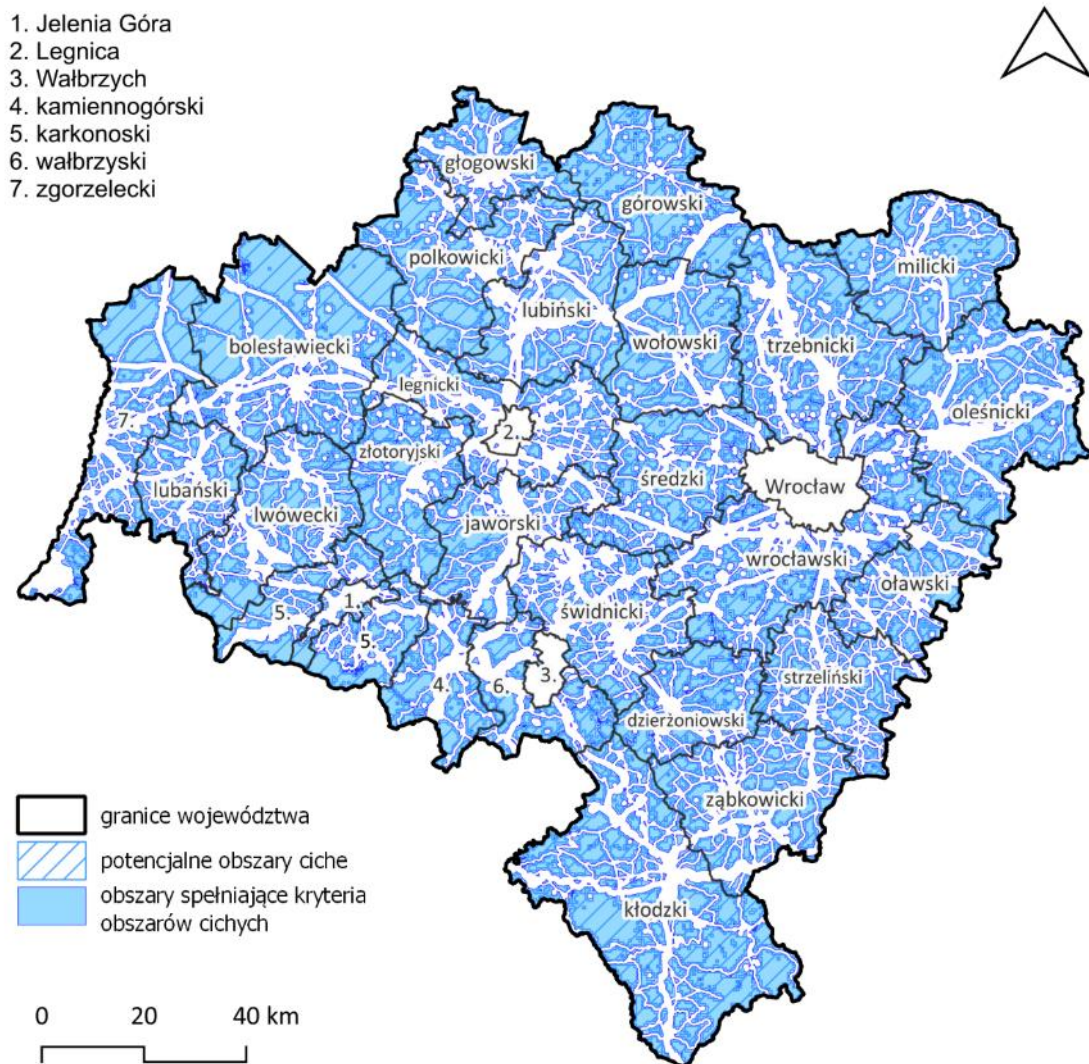 1. Jelenia Góra
2. Legnica
3. Wałbrzych
4. kamiennogórski
5. karkonoski
6. wałbrzyski
7. zgorzelecki
głogowski
górowski
polkowicki
milicki
lubiński
bolesławiecki
wołowski
trzebnicki
legnicki
oleśnicki
7.
2.
złotoryjski
lubański
średzki
Wrocław
lwówecki
jaworski
wrocławski
oławski
1.
5.
świdnicki
5.
3.
4.
6.
strzeliński
dzierżoniowski
ząbkowicki
kłodzki
granice województwa
potencjalne obszary ciche
obszary spełniające kryteria
obszarów cichych
0 20 40 km